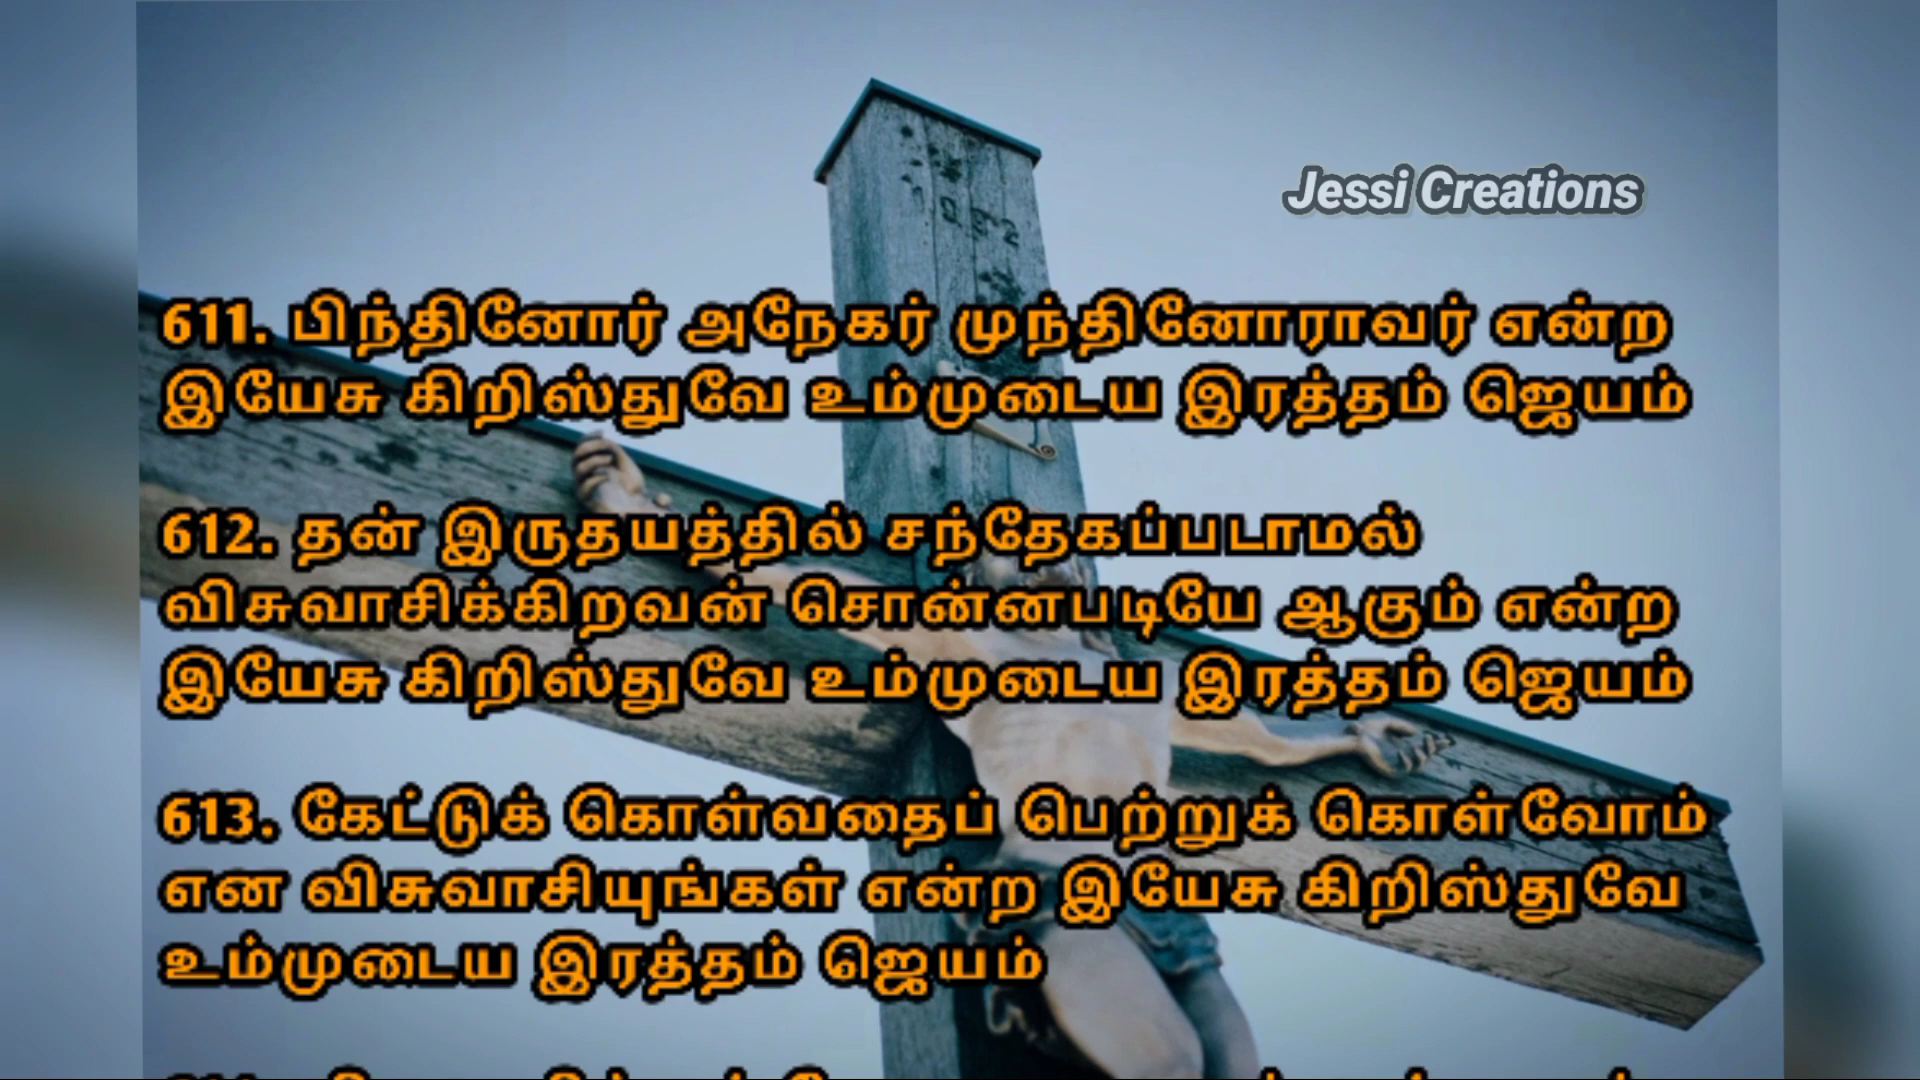 Jessi Creations
611. பிந்தினோர் அநேகர் முந்தினோராவர் என்ற
இயேசு கிறிஸ்துவே உம்முடைய இரத்தம் ஜெயம்
612. தன் இருதயத்தில் சந்தேகப்படாமல்
விசுவாசிக்கிறவன் சொன்னபடியே ஆகும் என்ற
இயேசு கிறிஸ்துவே உம்முடைய இரத்தம் ஜெயம்
613. கேட்டுக் கொள்வதைப் பெற்றுக் கொள்வோம்
என விசுவாசியுங்கள் என்ற இயேசு கிறிஸ்துவே
உம்முடைய இரத்தம் ஜெயம்